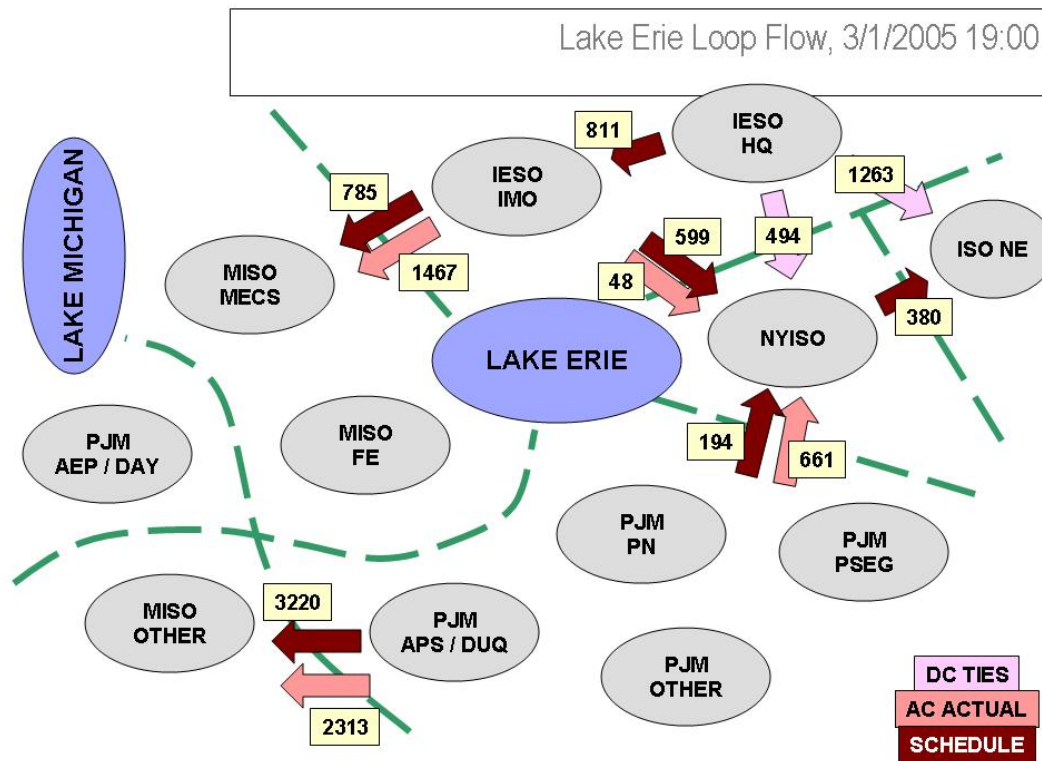 Lake Erie Loop Flow, 3/1/2005 19:00
LAKE MICHIGAN
811
IESO
HQ
IESO
IMO
785
1263
599
494
ISO NE
MISO
MECS
1467
48
380
NYISO
LAKE ERIE
MISO
FE
PJM
AEP / DAY
194
661
PJM
PN
PJM
PSEG
MISO
OTHER
3220
PJM
APS / DUQ
PJM
OTHER
2313
DC TIES
AC ACTUAL
SCHEDULE